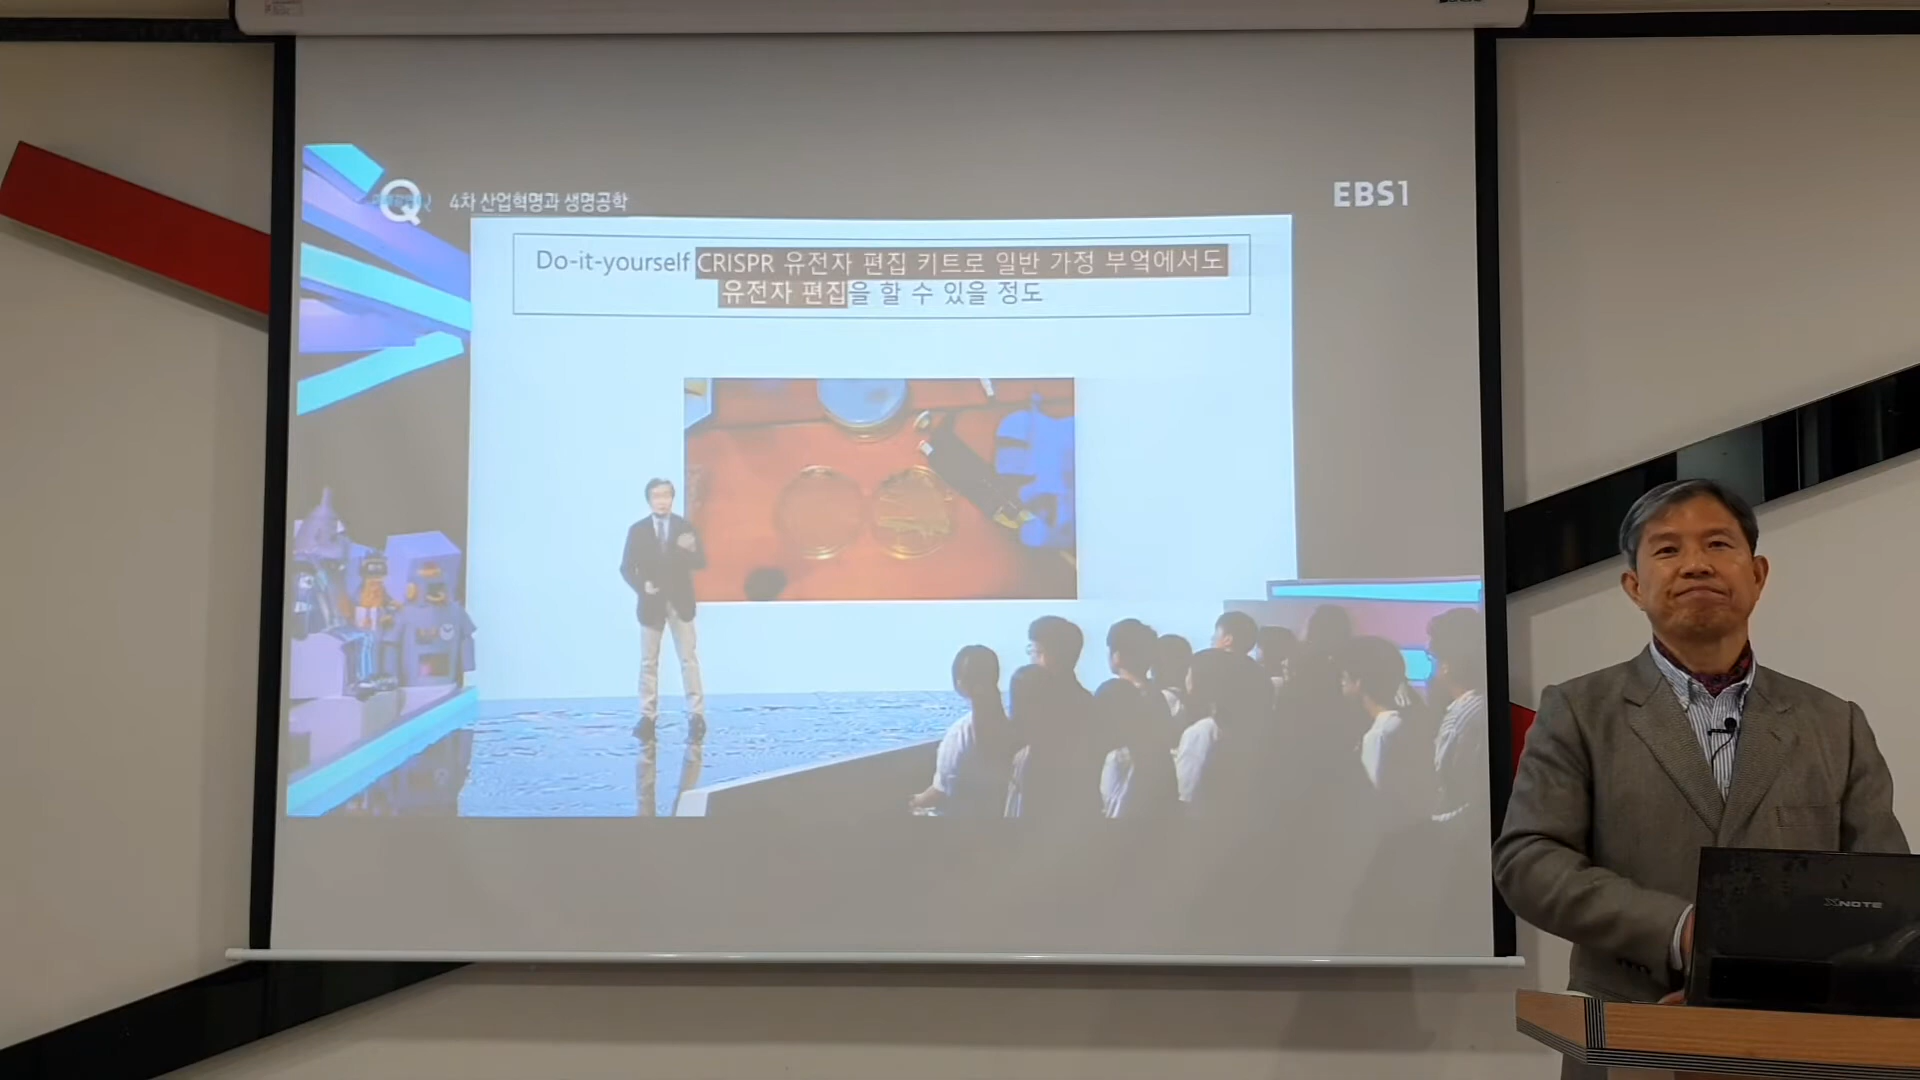 4차 산업혁명과 생명공학
EBS1
Do-it-yourself CRISPR 유전자 편집 키트로 일반 가정 부엌에서도
유전자 편집을 할 수 있을 정도
XNOTE